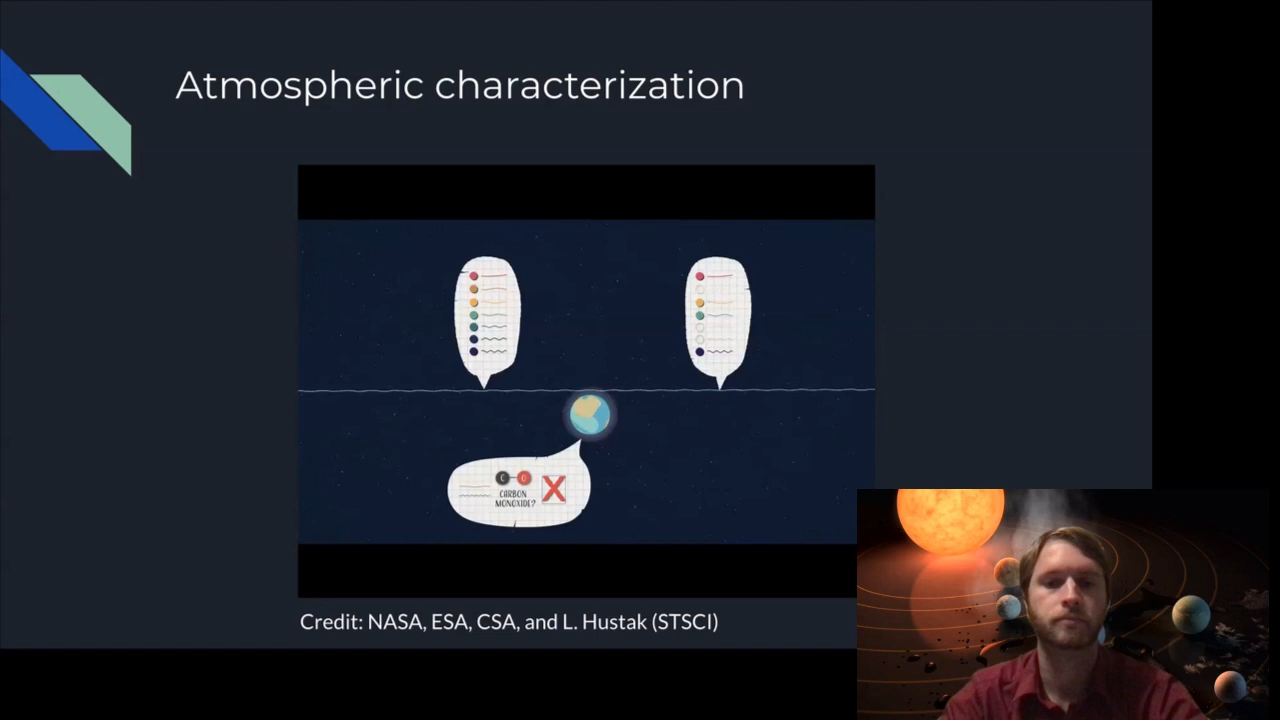 Atmospheric characterization
C O
CARBON
MONOXIDE?
X
Credit: NASA, ESA, CSA, and L. Hustak (STSCI)